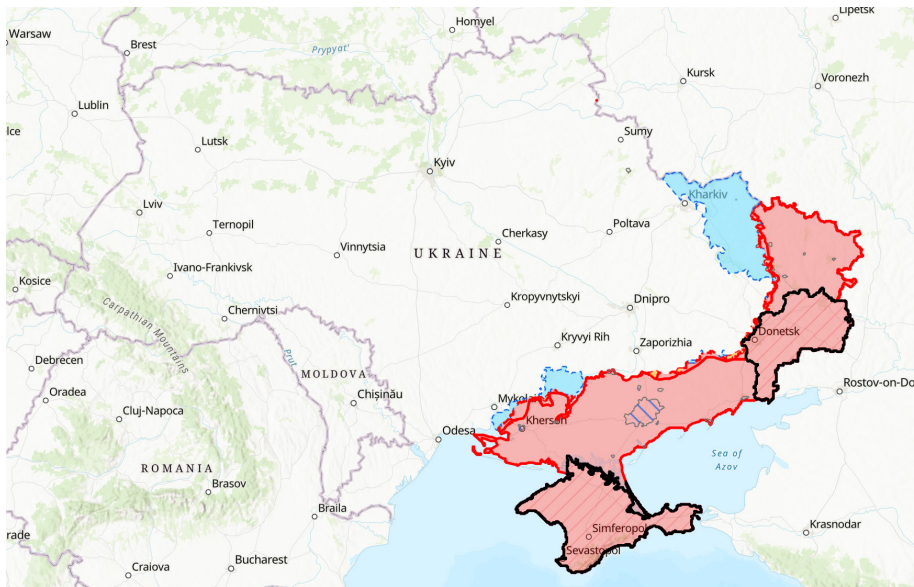 Homyel
Lipetsk
Warsaw
Brest
Prypyat'
Kursk
Voronezh
Lublin
lce
Lutsk
Sumy
Kyiv
Kharkiv
Lviv
Ternopil
Cherkasy
Poltava
Vinnytsia
UKRAINE
Ivano-Frankivsk
Kosice
Carpathian Mountains
Kropyvnytskyi
Dnipro
Chernivtsi
Donetsk
Kryvyi Rih
Zaporizhia
Prut
Debrecen
MOLDOVA
Rostov-on-Do
Oradea
Chișinău
Mykolai
Cluj-Napoca
Kherson
Odesa
Sea of
Azov
ROMANIA
Brasov
Braila
Simferopol
Krasnodar
rade
Sevastopol
Bucharest
Craiova